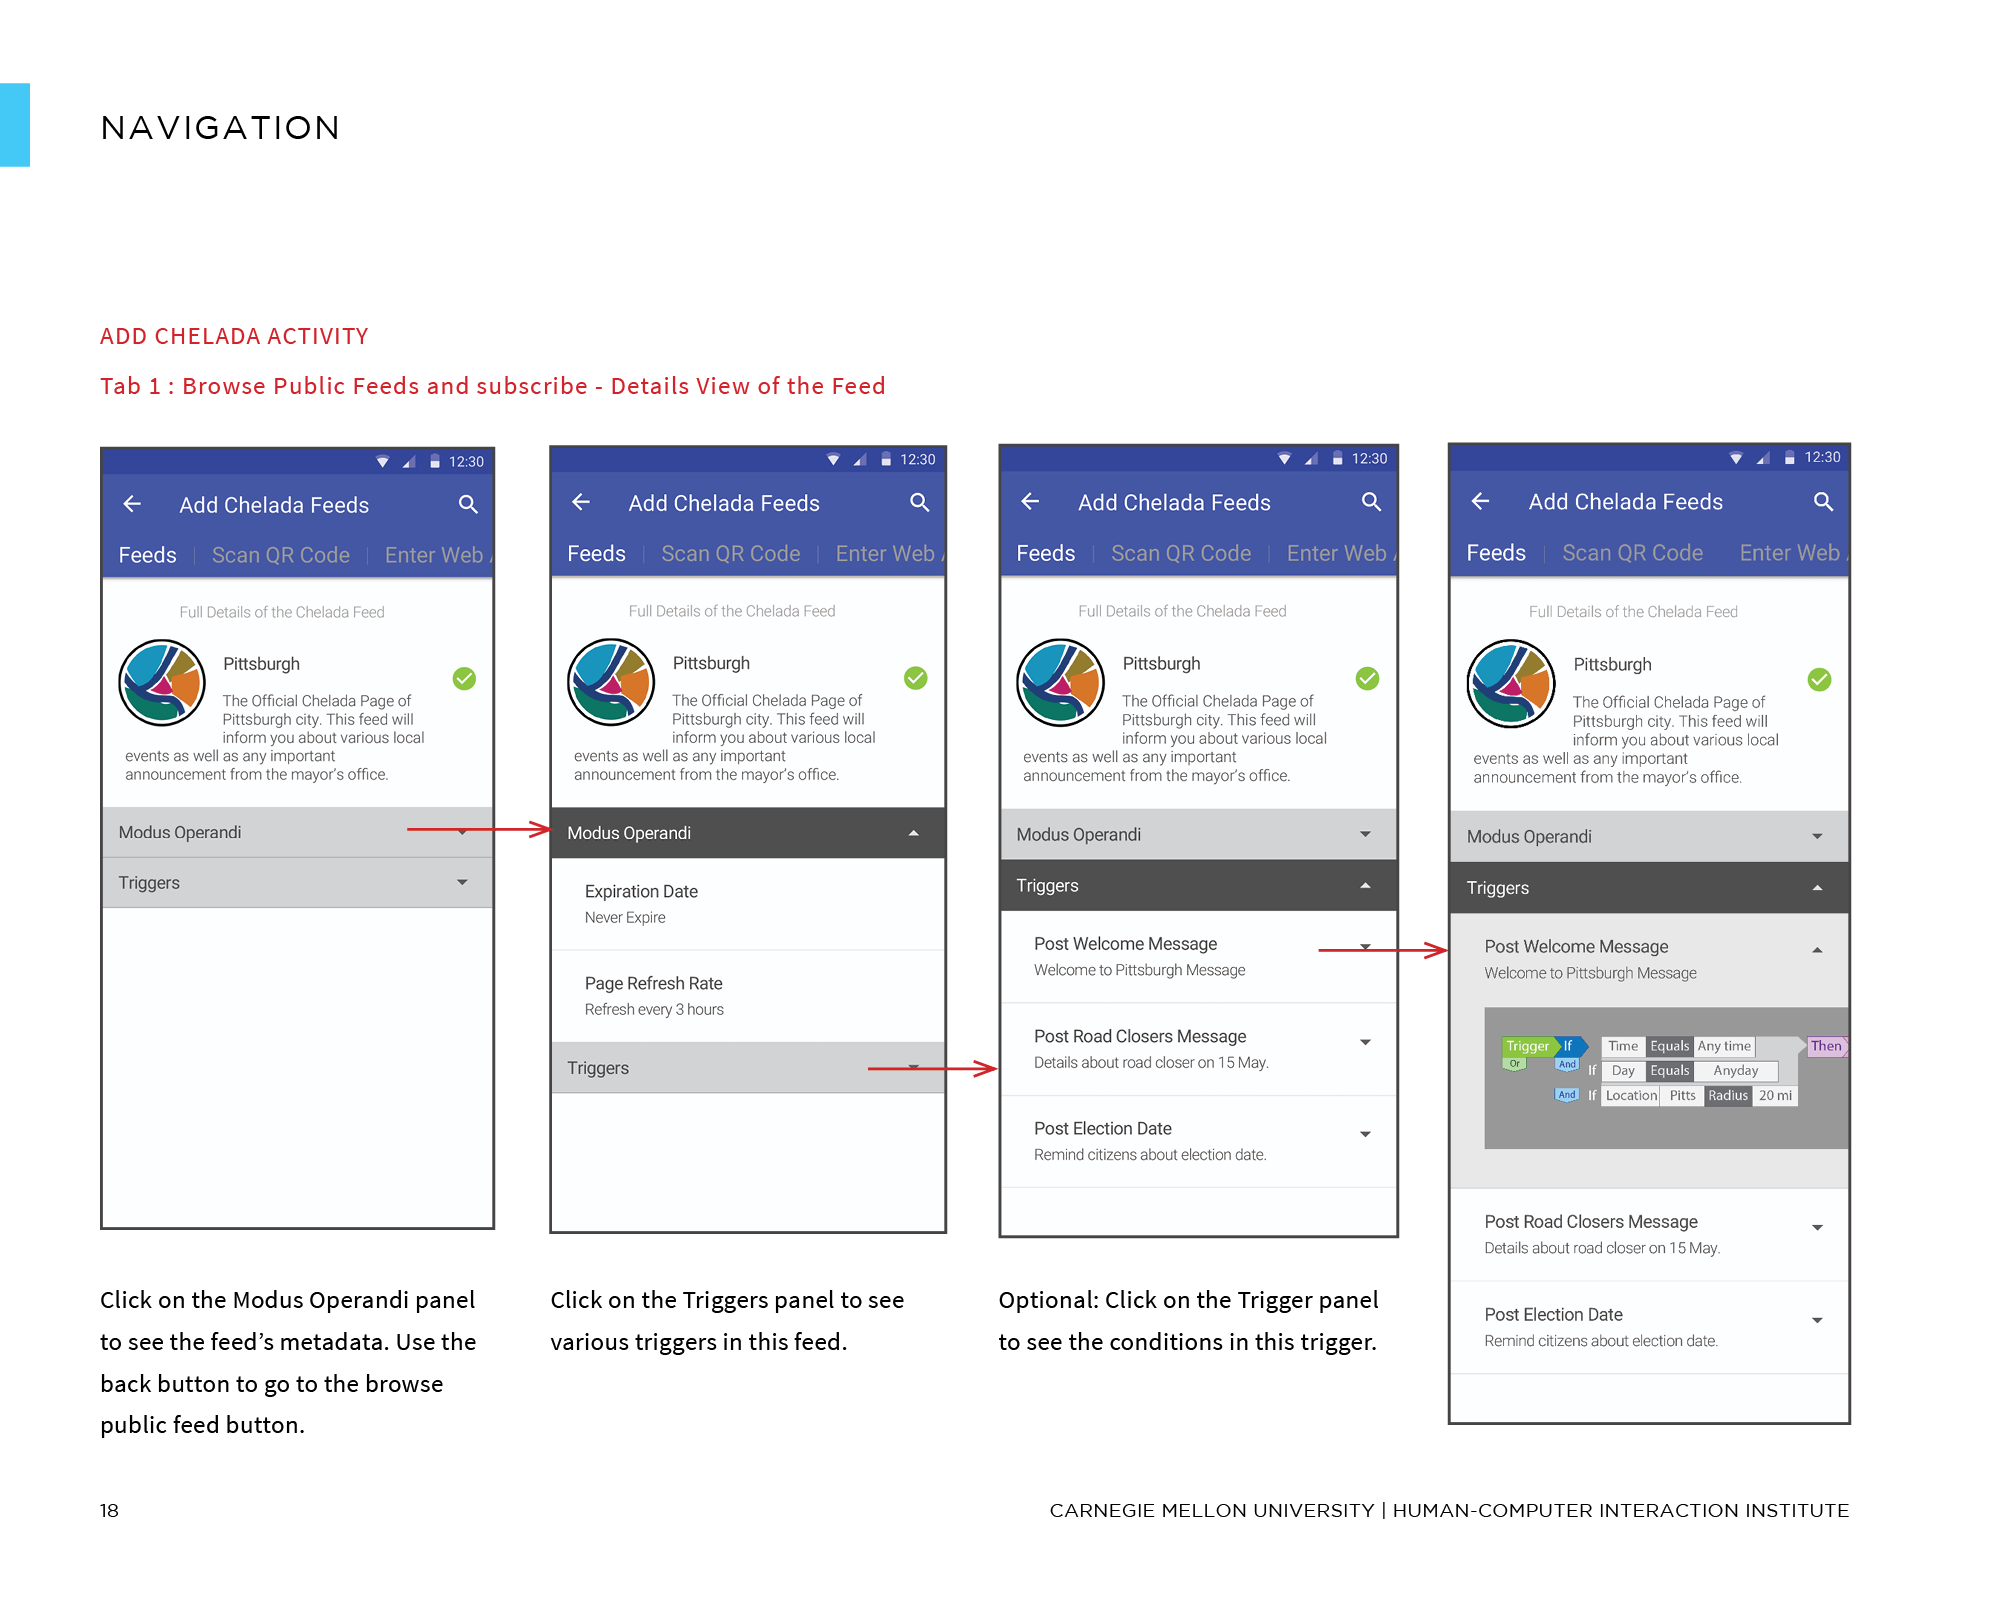 NAVIGATION
ADD CHELADA ACTIVITY
Tab 1 : Browse Public Feeds and subscribe - Details View of the Feed
12:30
Add Chelada Feeds
Feeds
Scan QR Code
Enter Web
Full Details of the Chelada Feed
Pittsburgh
The Official Chelada Page of
Pittsburgh city. This feed will
inform you about various local
events as well as any important
announcement from the mayor's office.
Modus Operandi
Triggers
Click on the Modus Operandi panel
to see the feed’s metadata. Use the
back button to go to the browse
public feed button.
12:30
Add Chelada Feeds
Feeds
Scan QR Code
Enter Web
Full Details of the Chelada Feed
Pittsburgh
The Official Chelada Page of
Pittsburgh city. This feed will
inform you about various local
events as well as any important
announcement from the mayor's office.
Modus Operandi
Expiration Date
Never Expire
Page Refresh Rate
Refresh every 3 hours
Triggers
Click on the Triggers panel to see
various triggers in this feed.
12:30
Add Chelada Feeds
Feeds
Scan QR Code
Enter Web
Full Details of the Chelada Feed
Pittsburgh
The Official Chelada Page of
Pittsburgh city. This feed will
inform you about various local
events as well as any important
announcement from the mayor's office.
Modus Operandi
Triggers
Post Welcome Message
Welcome to Pittsburgh Message
Post Road Closers Message
Details about road closer on 15 May.
Post Election Date
Remind citizens about election date.
Optional: Click on the Trigger panel
to see the conditions in this trigger.
12:30
Add Chelada Feeds
Feeds
Scan QR Code
Enter Web
Full Details of the Chelada Feed
Pittsburgh
The Official Chelada Page of
Pittsburgh city. This feed will
inform you about various local
events as well as any important
announcement from the mayor's office.
Modus Operandi
Triggers
Post Welcome Message
Welcome to Pittsburgh Message
Trigger If Time Equals Any time Then
Or And If Day Equals Anyday
And If Location Pitts Radius 20 mi
Post Road Closers Message
Details about road closer on 15 May.
Post Election Date
Remind citizens about election date.
18
CARNEGIE MELLON UNIVERSITY | HUMAN-COMPUTER INTERACTION INSTITUTE